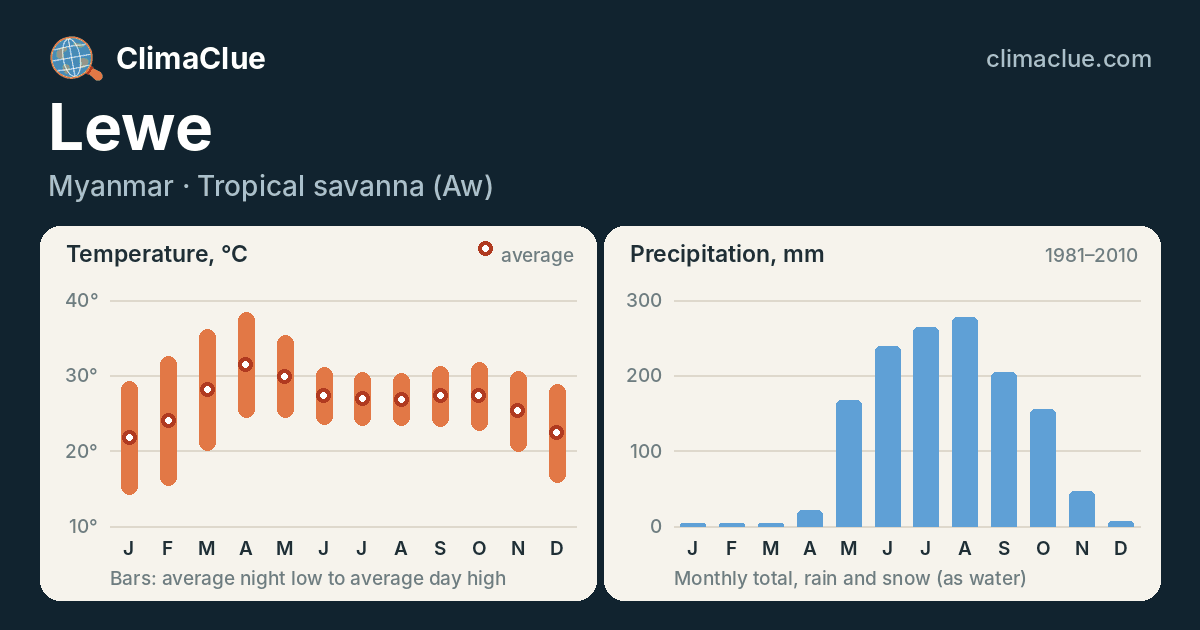 ClimaClue
climaclue.com
Lewe
Myanmar · Tropical savanna (Aw)
Temperature, °C
average
40°
30°
20°
10°
J F M A M J J A S O N D
Bars: average night low to average day high
Precipitation, mm
1981–2010
300
200
100
0
J F M A M J J A S O N D
Monthly total, rain and snow (as water)